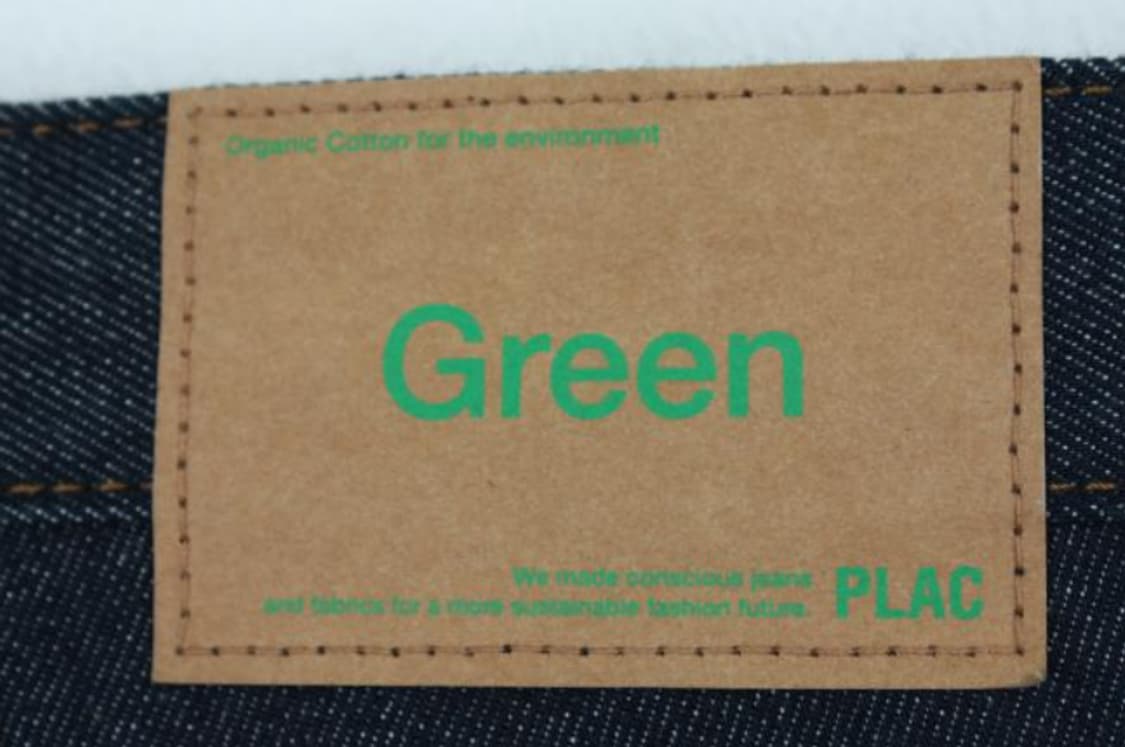 Organic Cotton for the environment
Green
We made conscious jeans
and fabrics for a more sustainable fashion future.
PLAC